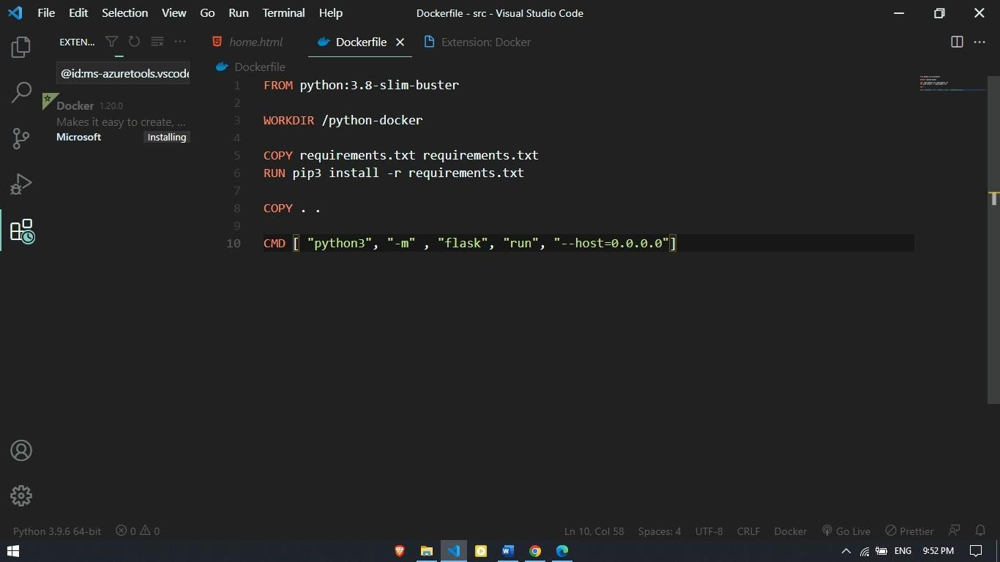 File Edit Selection View Go Run Terminal Help Dockerfile - src - Visual Studio Code
EXTEN... home.html Dockerfile Extension: Docker
@id:ms-azuretools.vscode
Docker 1.20.0
Makes it easy to create, ...
Microsoft Installing
Dockerfile
1 FROM python:3.8-slim-buster
2
3 WORKDIR /python-docker
4
5 COPY requirements.txt requirements.txt
6 RUN pip3 install -r requirements.txt
7
8 COPY . .
9
10 CMD [ "python3", "-m" , "flask", "run", "--host=0.0.0.0"]
Python 3.9.6 64-bit 0 0 Ln 10, Col 58 Spaces: 4 UTF-8 CRLF Docker Go Live Prettier
ENG 9:52 PM